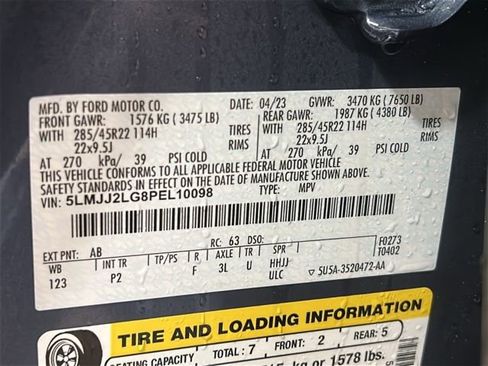 MFD. BY FORD MOTOR CO. 04/23 GVWR: 3470 KG ( 7650 LB)
FRONT GAWR: 1576 KG ( 3475 LB) REAR GAWR: 1987 KG ( 4380 LB)
WITH 285/45R22 114H TIRES WITH 285/45R22 114H TIRES
22x9.5J RIMS 22x9.5J RIMS
AT 270 kPa/ 39 PSI COLD AT 270 kPa/ 39 PSI COLD
THIS VEHICLE CONFORMS TO ALL APPLICABLE FEDERAL MOTOR VEHICLE
SAFETY STANDARDS IN EFFECT ON THE DATE OF MANUFACTURE SHOWN ABOVE.
VIN: 5LMJJ2LG8PEL10098 TYPE: MPV
EXT PNT: AB RC: 63 DSO: F0273
WB INT TR TP/PS R AXLE TR SPR T0402
123 P2 F 3L U HHJJ
ULC 5U5A-3520472-AA
TIRE AND LOADING INFORMATION
SEATING CAPACITY TOTAL : 7 FRONT : 2 REAR: 5
kg or 1578 lbs.